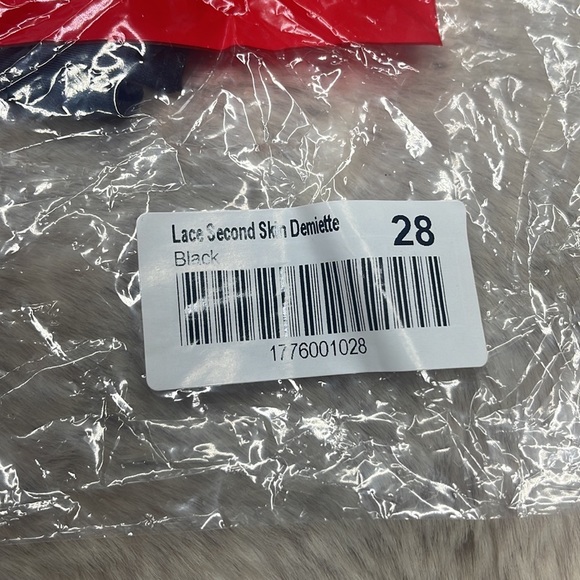 Lace Second Skin Demiette
28
Black
1776001028